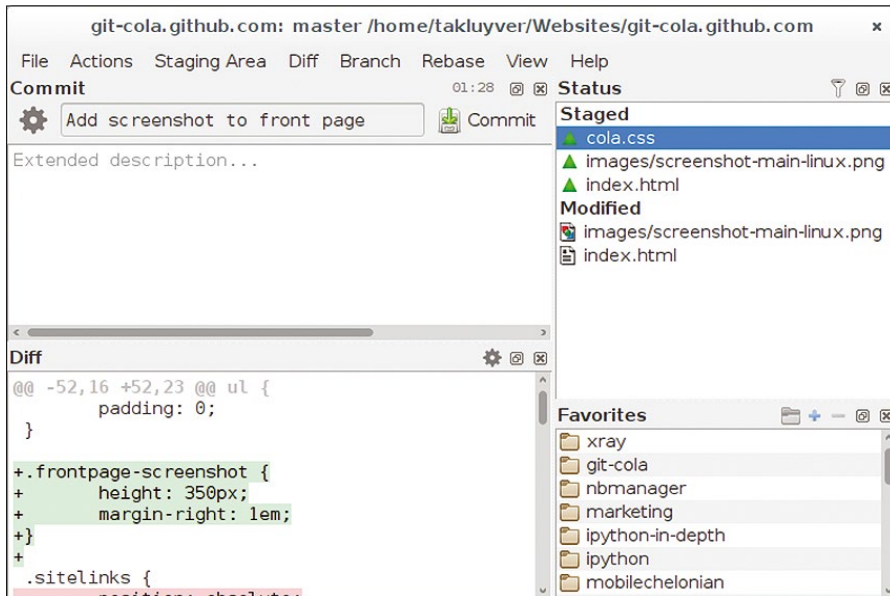 git-cola.github.com: master /home/takluyver/Websites/git-cola.github.com
File Actions Staging Area Diff Branch Rebase View Help
Commit 01:28
Add screenshot to front page Commit
Extended description...
Diff
@@ -52,16 +52,23 @@ ul {
padding: 0;
}
+.frontpage-screenshot {
+ height: 350px;
+ margin-right: 1em;
+}
+
.sitelinks {
position: absolute;
Status
Staged
cola.css
images/screenshot-main-linux.png
index.html
Modified
images/screenshot-main-linux.png
index.html
Favorites
xray
git-cola
nbmanager
marketing
ipython-in-depth
ipython
mobilechelonian